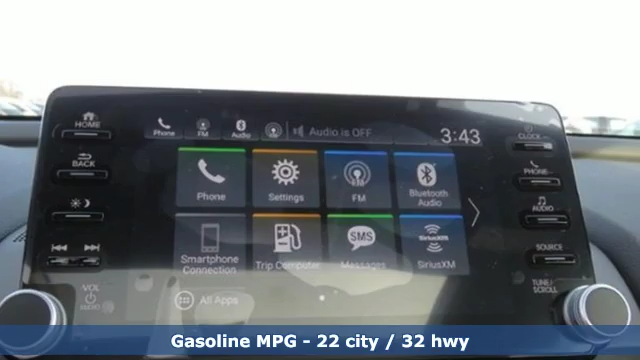 HOME
Phone
FM
Audio
Audio is OFF
3:43
CLOCK
BACK
PHONE
Phone
Settings
FM
Bluetooth
Audio
AUDIO
SMS
SiriusXM
Smartphone
Connection
Trip Computer
Messages
SiriusXM
SOURCE
VOL
All Apps
TUNE/
SCROLL
Gasoline MPG - 22 city / 32 hwy